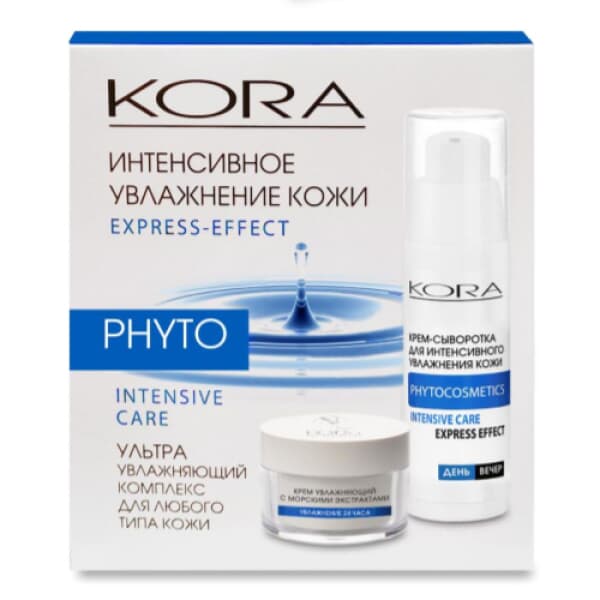 KORA
ИНТЕНСИВНОЕ
УВЛАЖНЕНИЕ КОЖИ
EXPRESS-EFFECT
PHYTO
INTENSIVE
CARE
УЛЬТРА
УВЛАЖНЯЮЩИЙ
КОМПЛЕКС
ДЛЯ ЛЮБОГО
ТИПА КОЖИ
KORA
КРЕМ-СЫВОРОТКА
ДЛЯ ИНТЕНСИВНОГО
УВЛАЖНЕНИЯ КОЖИ
PHYTOCOSMETICS
INTENSIVE CARE
EXPRESS EFFECT
ДЕНЬ ВЕЧЕР
КРЕМ УВЛАЖНЯЮЩИЙ
С МОРСКИМИ ЭКСТРАКТАМИ
УВЛАЖНЕНИЕ 24 ЧАСА